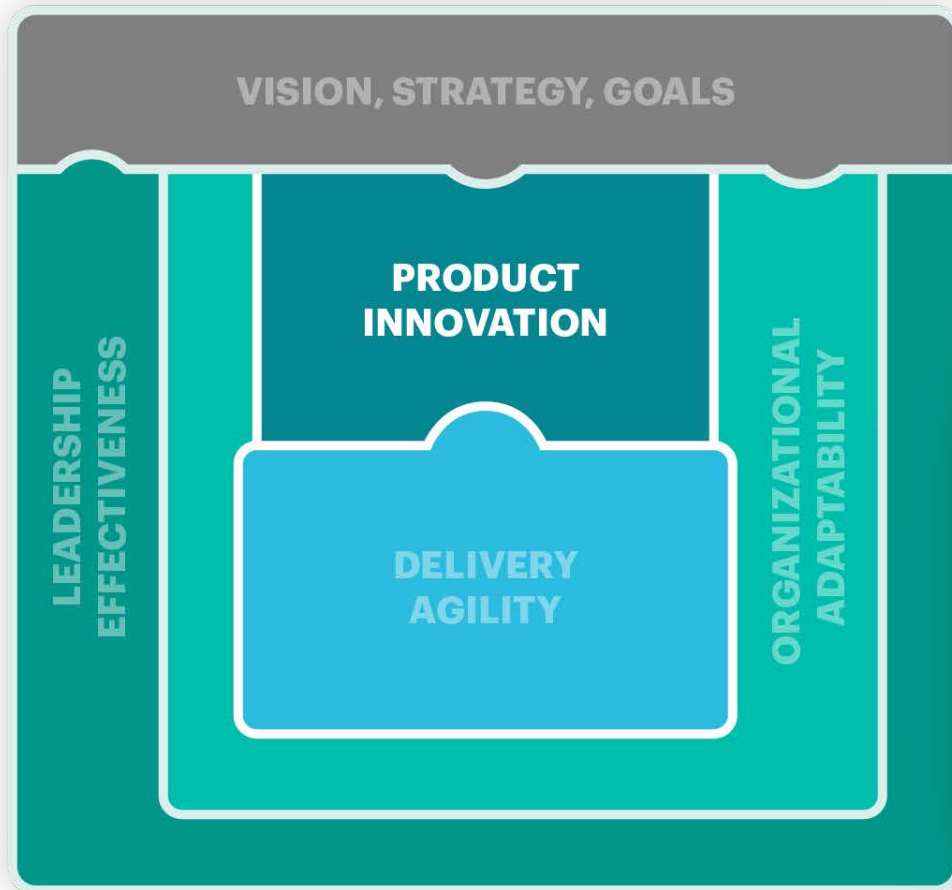 VISION, STRATEGY, GOALS
PRODUCT
INNOVATION
LEADERSHIP
EFFECTIVENESS
ORGANIZATIONAL
ADAPTABILITY
DELIVERY
AGILITY